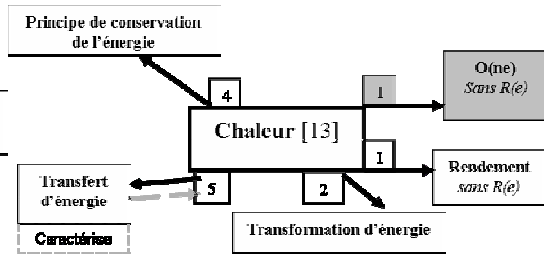 Principe de conservation
de l'énergie
O(ne)
Sans R(e)
4
1
Chaleur [13]
1
Rendement
sans R(e)
Transfert
d'énergie
5
2
Caractérise
Transformation d'énergie